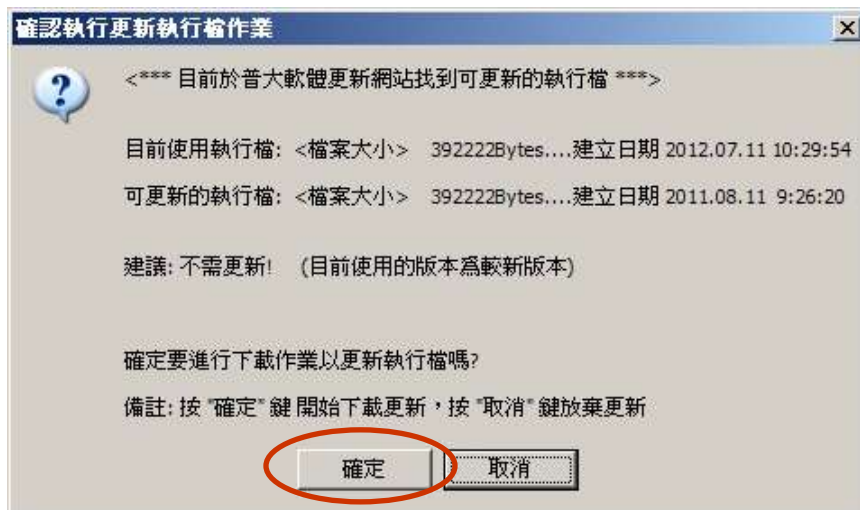 確認執行更新執行檔作業
<*** 目前於普大軟體更新網站找到可更新的執行檔 ***>
目前使用執行檔: <檔案大小> 392222Bytes....建立日期 2012.07.11 10:29:54
可更新的執行檔: <檔案大小> 392222Bytes....建立日期 2011.08.11 9:26:20
建議: 不需更新! (目前使用的版本為較新版本)
確定要進行下載作業以更新執行檔嗎?
備註: 按 "確定" 鍵 開始下載更新，按 "取消" 鍵放棄更新
確定 取消